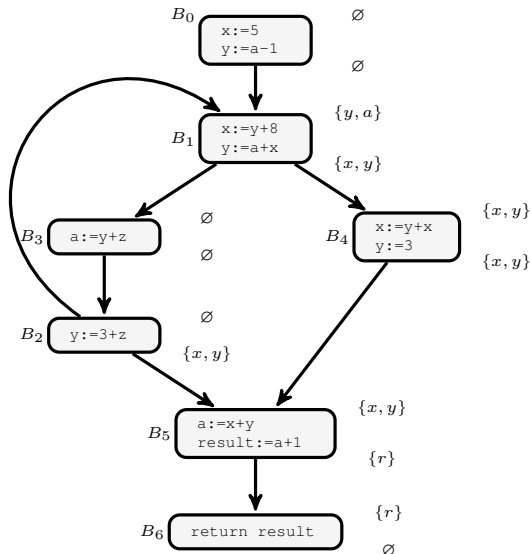 B₀
x:=5
y:=a−1
∅
∅
B₁
x:=y+8
y:=a+x
{y, a}
{x, y}
B₃
a:=y+z
∅
∅
B₄
x:=y+x
y:=3
{x, y}
{x, y}
B₂
y:=3+z
∅
{x, y}
B₅
a:=x+y
result:=a+1
{x, y}
{r}
B₆
return result
{r}
∅